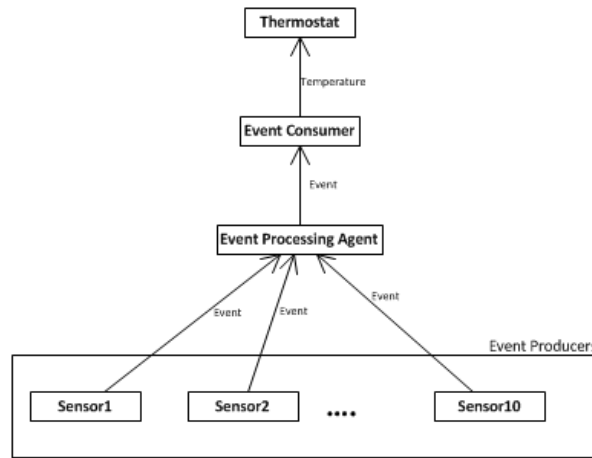 Thermostat
Temperature
Event Consumer
Event
Event Processing Agent
Event
Event
Event
Event Producers
Sensor1
Sensor2
....
Sensor10